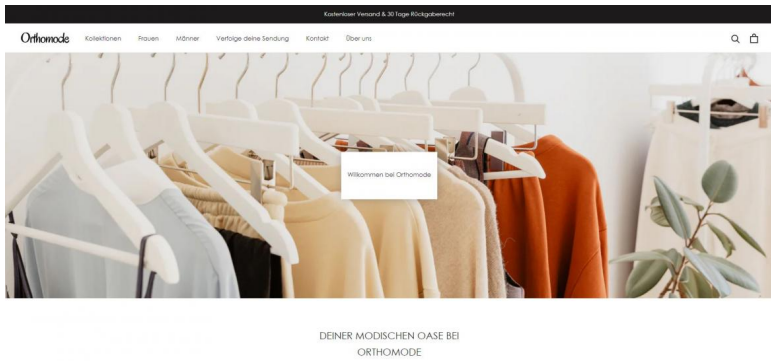 Kostenloser Versand & 30 Tage Rückgaberecht
Orthomode
Kollektionen
Frauen
Männer
Verfolge deine Sendung
Kontakt
Über uns
Willkommen bei Orthomode
DEINER MODISCHEN OASE BEI
ORTHOMODE